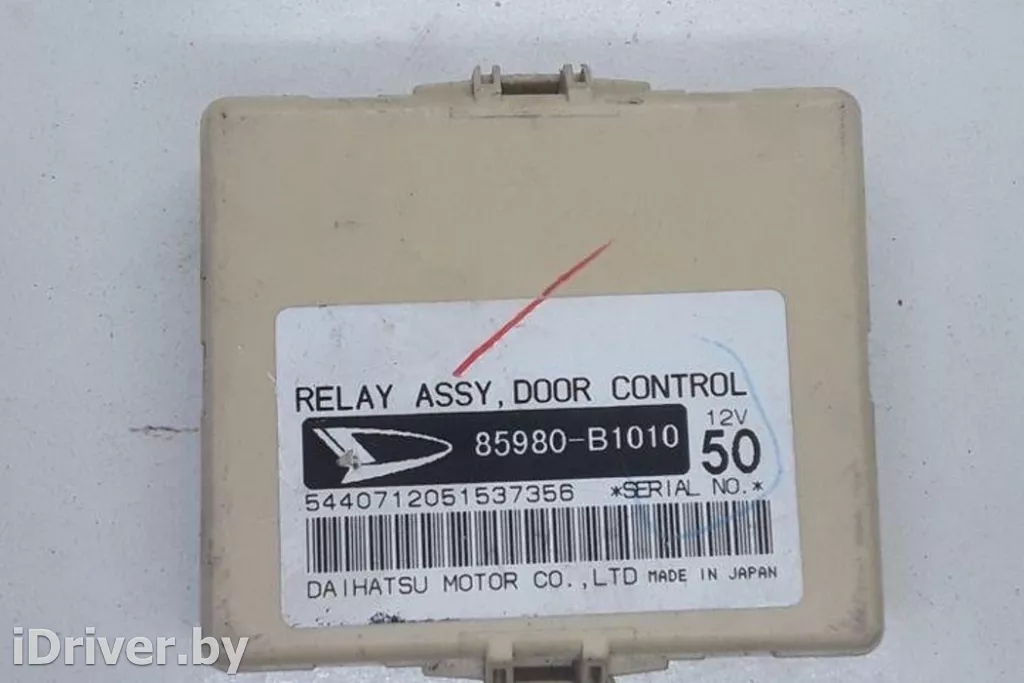 RELAY ASSY, DOOR CONTROL
85980-B1010
12V
50
5440712051537356 *SERIAL NO.*
DAIHATSU MOTOR CO.,LTD MADE IN JAPAN
iDriver.by